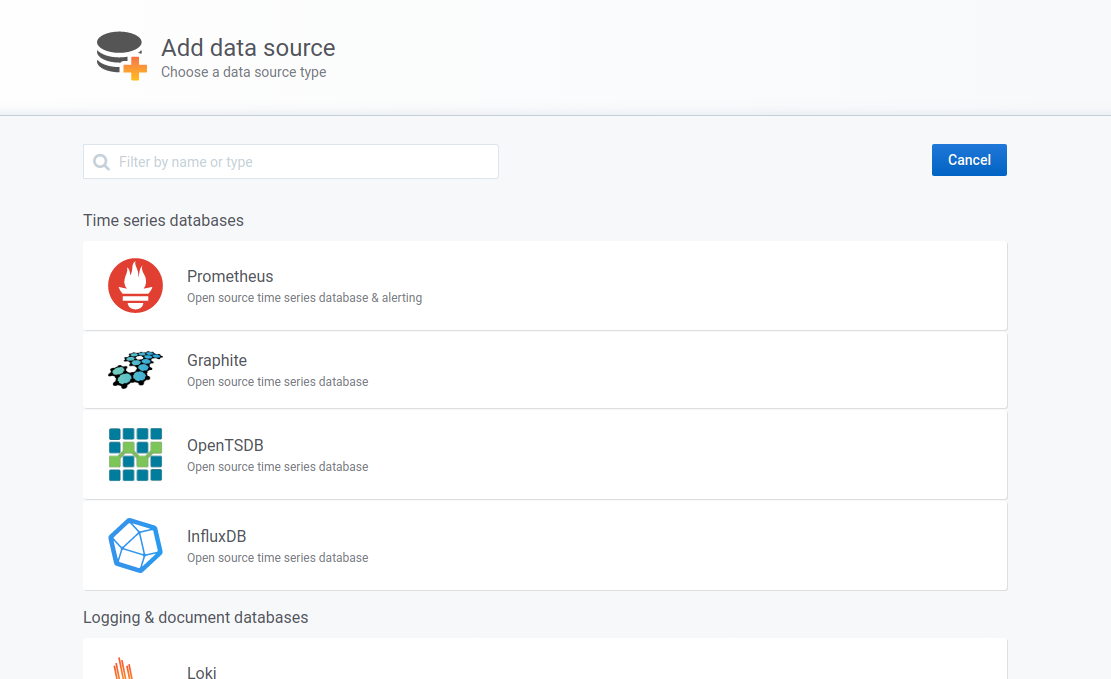 Add data source
Choose a data source type
Filter by name or type
Cancel
Time series databases
Prometheus
Open source time series database & alerting
Graphite
Open source time series database
OpenTSDB
Open source time series database
InfluxDB
Open source time series database
Logging & document databases
Loki